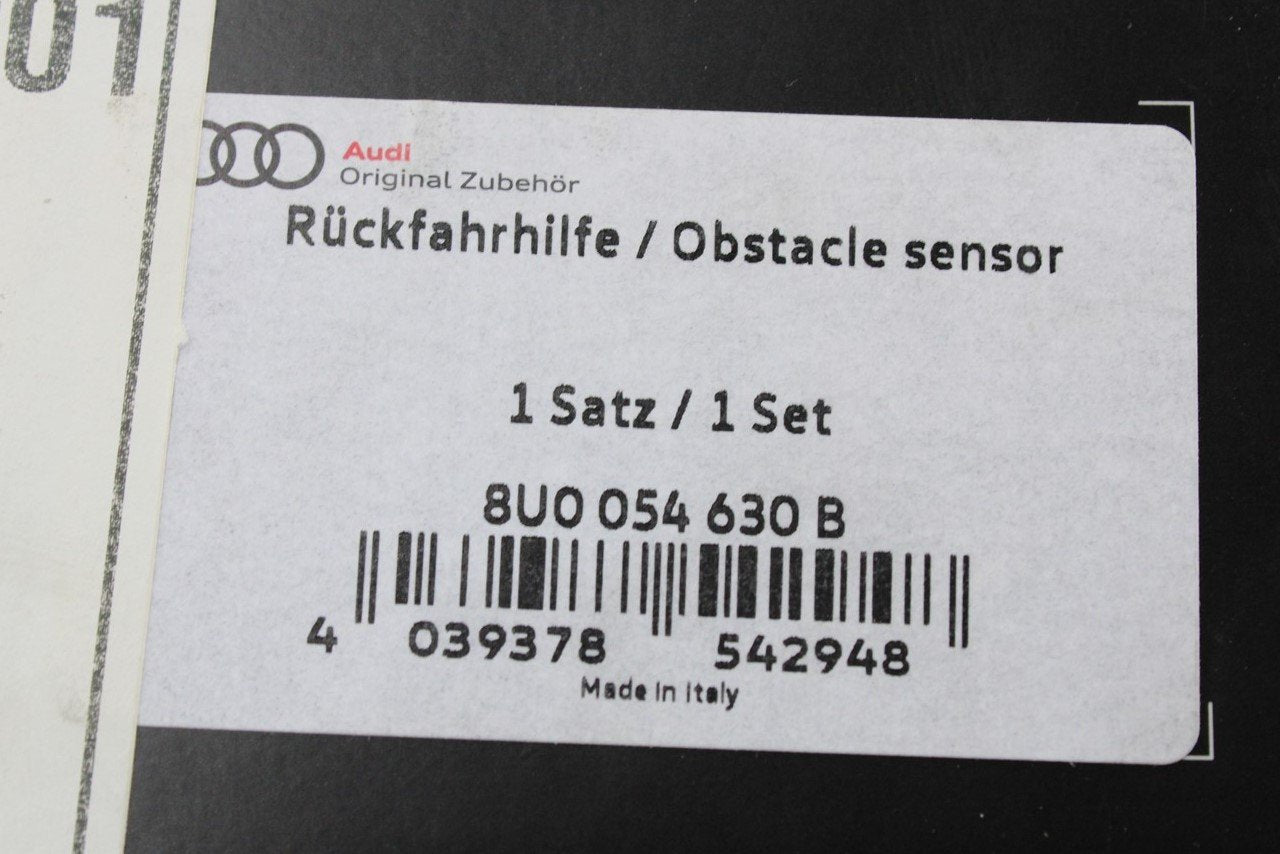 01
Audi
Original Zubehör
Rückfahrhilfe / Obstacle sensor
1 Satz / 1 Set
8U0 054 630 B
4 039378 542948
Made in Italy